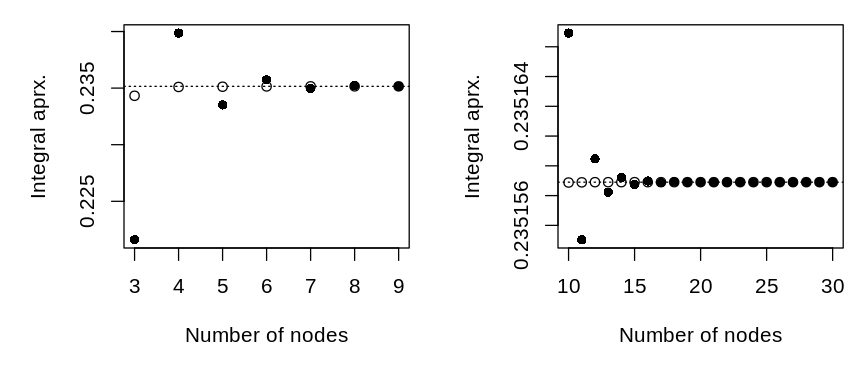 Integral aprx.
0.235
0.225
3 4 5 6 7 8 9
Number of nodes
Integral aprx.
0.235164
0.235156
10 15 20 25 30
Number of nodes